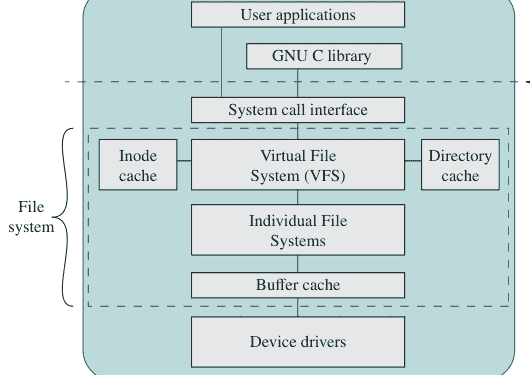 User applications
GNU C library
System call interface
Inode
cache
Virtual File
System (VFS)
Directory
cache
File
system
Individual File
Systems
Buffer cache
Device drivers